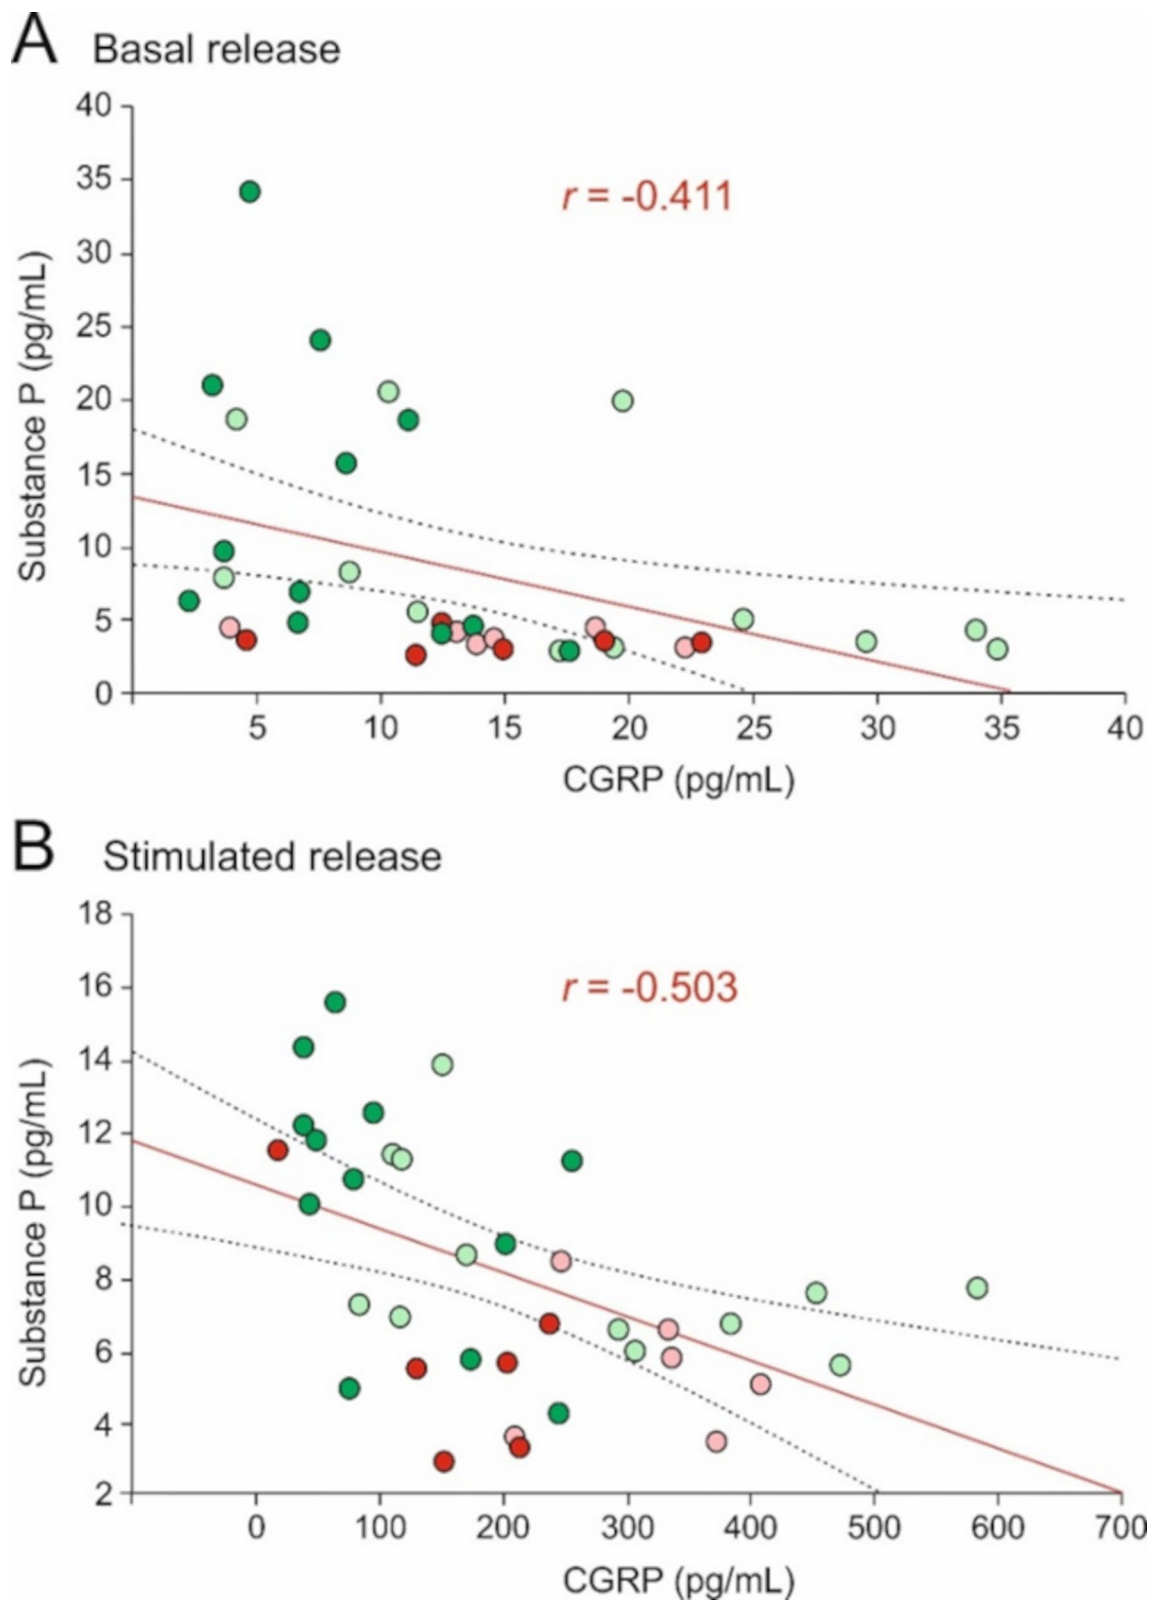 A Basal release
40
35
30
25
20
15
10
5
0
r = -0.411
Substance P (pg/mL)
5 10 15 20 25 30 35 40
CGRP (pg/mL)
B Stimulated release
18
16
14
12
10
8
6
4
2
r = -0.503
Substance P (pg/mL)
0 100 200 300 400 500 600 700
CGRP (pg/mL)